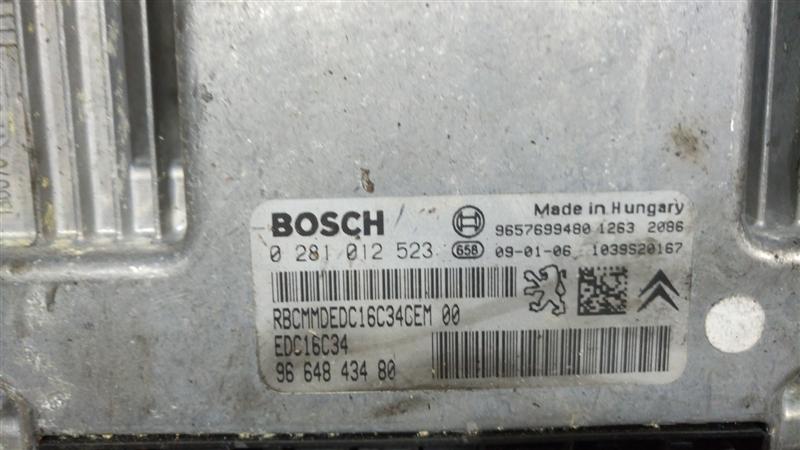 BOSCH
Made in Hungary
9657699480 1263 2086
0 281 012 523 658 09-01-06 1039S20167
RBCMMDEDC16C34GEM 00
EDC16C34
96 648 434 80